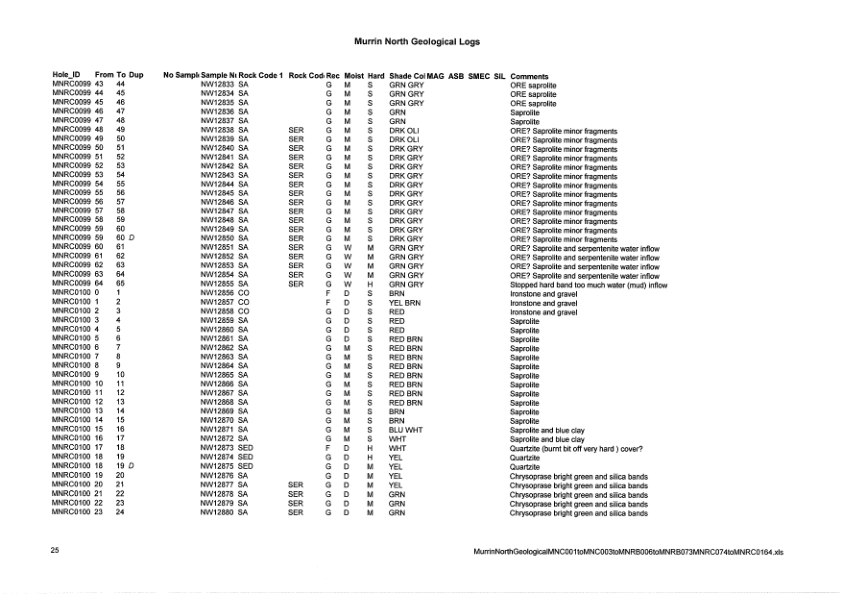 Murrin North Geological Logs
Hole_ID From To Dup No Sample Sample Nu Rock Code 1 Rock Cod Rec Moist Hard Shade Col MAG ASB SMEC SIL Comments
MNRC0099 43 44 NW12833 SA G M S GRN GRY ORE saprolite
MNRC0099 44 45 NW12834 SA G M S GRN GRY ORE saprolite
MNRC0099 45 46 NW12835 SA G M S GRN GRY ORE saprolite
MNRC0099 46 47 NW12836 SA G M S GRN Saprolite
MNRC0099 47 48 NW12837 SA G M S GRN Saprolite
MNRC0099 48 49 NW12838 SA SER G M S DRK OLI ORE? Saprolite minor fragments
MNRC0099 49 50 NW12839 SA SER G M S DRK OLI ORE? Saprolite minor fragments
MNRC0099 50 51 NW12840 SA SER G M S DRK GRY ORE? Saprolite minor fragments
MNRC0099 51 52 NW12841 SA SER G M S DRK GRY ORE? Saprolite minor fragments
MNRC0099 52 53 NW12842 SA SER G M S DRK GRY ORE? Saprolite minor fragments
MNRC0099 53 54 NW12843 SA SER G M S DRK GRY ORE? Saprolite minor fragments
MNRC0099 54 55 NW12844 SA SER G M S DRK GRY ORE? Saprolite minor fragments
MNRC0099 55 56 NW12845 SA SER G M S DRK GRY ORE? Saprolite minor fragments
MNRC0099 56 57 NW12846 SA SER G M S DRK GRY ORE? Saprolite minor fragments
MNRC0099 57 58 NW12847 SA SER G M S DRK GRY ORE? Saprolite minor fragments
MNRC0099 58 59 NW12848 SA SER G M S DRK GRY ORE? Saprolite minor fragments
MNRC0099 59 60 NW12849 SA SER G M S DRK GRY ORE? Saprolite minor fragments
MNRC0099 59 60 D NW12850 SA SER G M S DRK GRY ORE? Saprolite minor fragments
MNRC0099 60 61 NW12851 SA SER G W M GRN GRY ORE? Saprolite and serpentenite water inflow
MNRC0099 61 62 NW12852 SA SER G W M GRN GRY ORE? Saprolite and serpentenite water inflow
MNRC0099 62 63 NW12853 SA SER G W M GRN GRY ORE? Saprolite and serpentenite water inflow
MNRC0099 63 64 NW12854 SA SER G W M GRN GRY ORE? Saprolite and serpentenite water inflow
MNRC0099 64 65 NW12855 SA SER G W H GRN GRY Stopped hard band too much water (mud) inflow
MNRC0100 0 1 NW12856 CO F D S BRN Ironstone and gravel
MNRC0100 1 2 NW12857 CO F D S YEL BRN Ironstone and gravel
MNRC0100 2 3 NW12858 CO G D S RED Ironstone and gravel
MNRC0100 3 4 NW12859 SA G D S RED Saprolite
MNRC0100 4 5 NW12860 SA G D S RED Saprolite
MNRC0100 5 6 NW12861 SA G D S RED BRN Saprolite
MNRC0100 6 7 NW12862 SA G M S RED BRN Saprolite
MNRC0100 7 8 NW12863 SA G M S RED BRN Saprolite
MNRC0100 8 9 NW12864 SA G M S RED BRN Saprolite
MNRC0100 9 10 NW12865 SA G M S RED BRN Saprolite
MNRC0100 10 11 NW12866 SA G M S RED BRN Saprolite
MNRC0100 11 12 NW12867 SA G M S RED BRN Saprolite
MNRC0100 12 13 NW12868 SA G M S RED BRN Saprolite
MNRC0100 13 14 NW12869 SA G M S BRN Saprolite
MNRC0100 14 15 NW12870 SA G M S BRN Saprolite
MNRC0100 15 16 NW12871 SA G M S BLU WHT Saprolite and blue clay
MNRC0100 16 17 NW12872 SA G M S WHT Saprolite and blue clay
MNRC0100 17 18 NW12873 SED F D H WHT Quartzite (burnt bit off very hard ) cover?
MNRC0100 18 19 NW12874 SED G D H YEL Quartzite
MNRC0100 18 19 D NW12875 SED G D M YEL Quartzite
MNRC0100 19 20 NW12876 SA G D M YEL Chrysoprase bright green and silica bands
MNRC0100 20 21 NW12877 SA SER G D M YEL Chrysoprase bright green and silica bands
MNRC0100 21 22 NW12878 SA SER G D M GRN Chrysoprase bright green and silica bands
MNRC0100 22 23 NW12879 SA SER G D M GRN Chrysoprase bright green and silica bands
MNRC0100 23 24 NW12880 SA SER G D M GRN Chrysoprase bright green and silica bands
25 MurrinNorthGeologicalMNC001toMNC003toMNRB006toMNRB073MNRC074toMNRC0164.xls